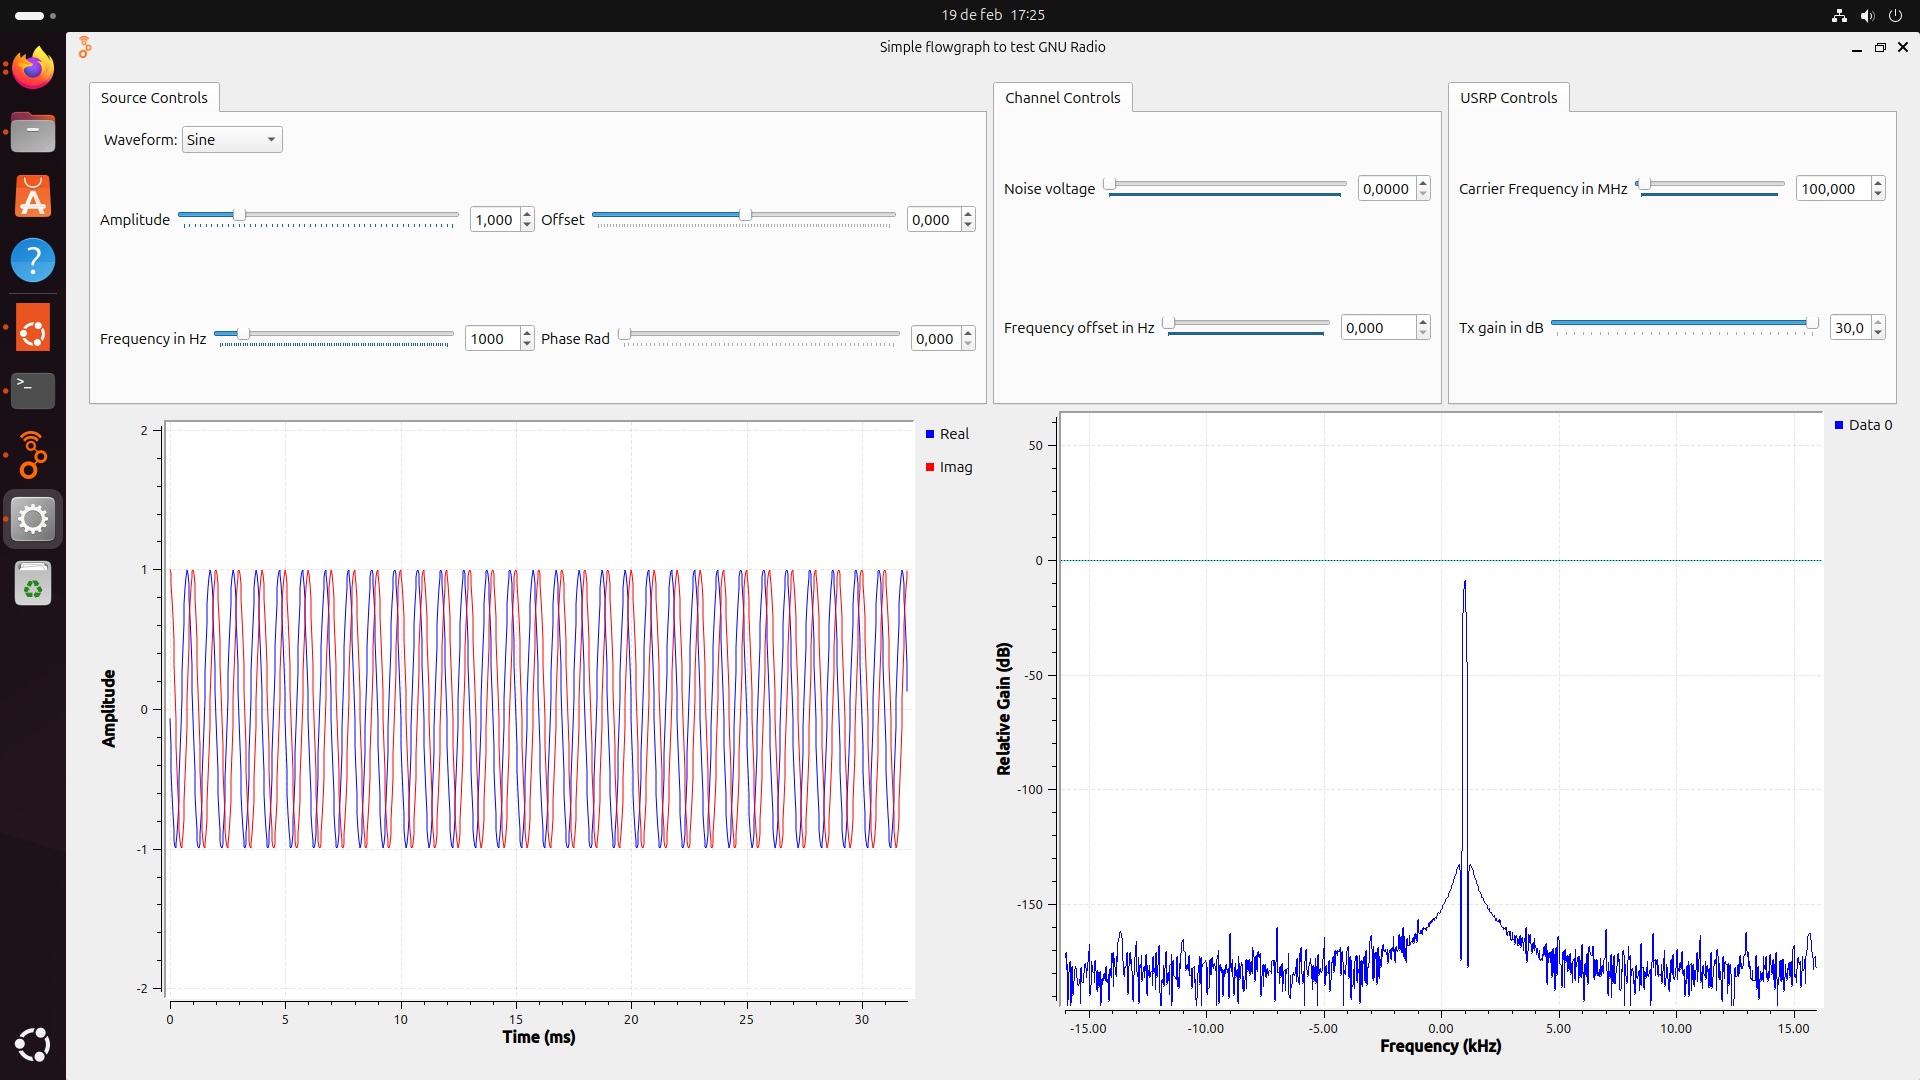 19 de feb 17:25
Simple flowgraph to test GNU Radio
Source Controls
Waveform: Sine
Amplitude 1,000 Offset 0,000
Frequency in Hz 1000 Phase Rad 0,000
Channel Controls
Noise voltage 0,0000
Frequency offset in Hz 0,000
USRP Controls
Carrier Frequency in MHz 100,000
Tx gain in dB 30,0
2
1
0
-1
-2
Amplitude
0 5 10 15 20 25 30
Time (ms)
Real
Imag
50
0
-50
-100
-150
Relative Gain (dB)
-15.00 -10.00 -5.00 0.00 5.00 10.00 15.00
Frequency (kHz)
Data 0